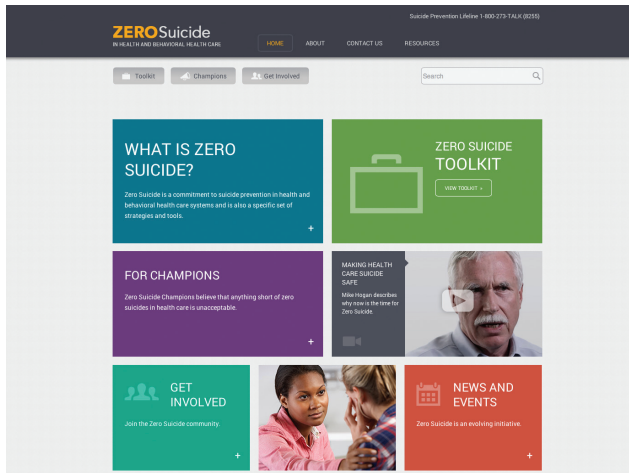 Suicide Prevention Lifeline 1-800-273-TALK (8255)
ZEROSuicide
IN HEALTH AND BEHAVIORAL HEALTH CARE
HOME ABOUT CONTACT US RESOURCES
Toolkit Champions Get Involved
Search
WHAT IS ZERO
SUICIDE?
Zero Suicide is a commitment to suicide prevention in health and
behavioral health care systems and is also a specific set of
strategies and tools.
+
ZERO SUICIDE
TOOLKIT
VIEW TOOLKIT +
FOR CHAMPIONS
Zero Suicide Champions believe that anything short of zero
suicides in health care is unacceptable.
+
MAKING HEALTH
CARE SUICIDE
SAFE
Mike Hogan describes
why now is the time for
Zero Suicide.
GET
INVOLVED
Join the Zero Suicide community.
+
NEWS AND
EVENTS
Zero Suicide is an evolving initiative.
+